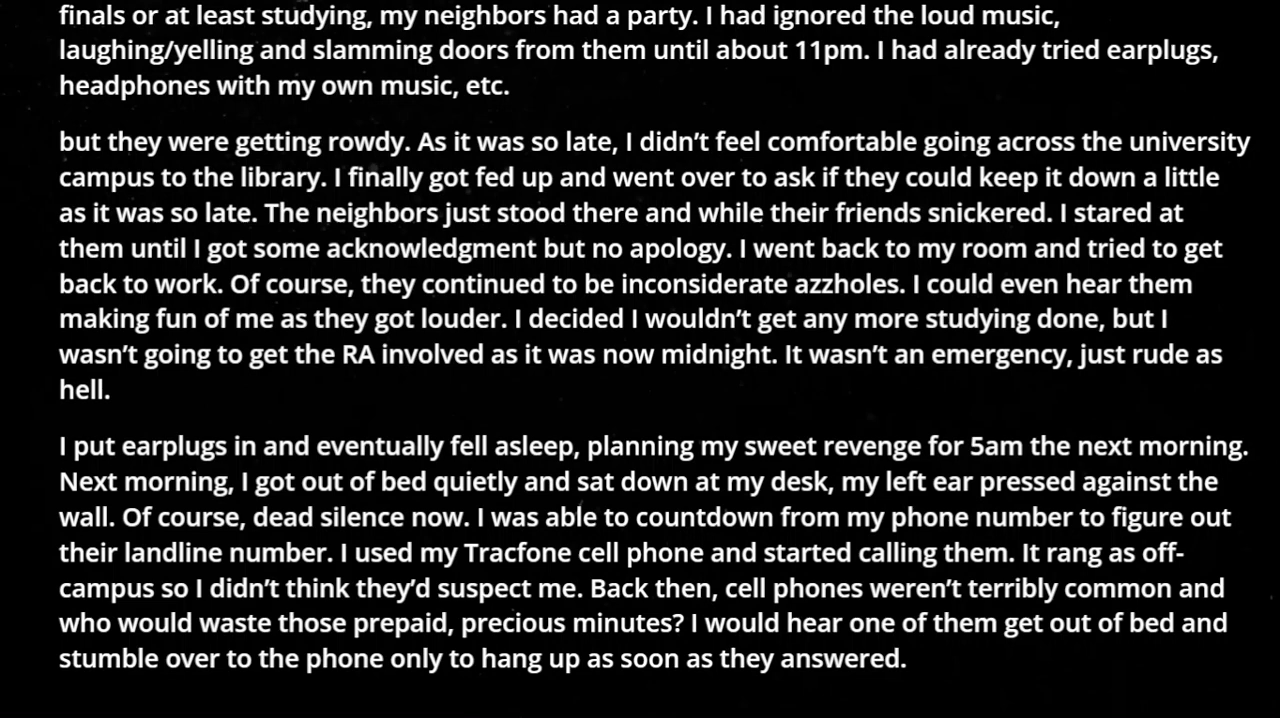 finals or at least studying, my neighbors had a party. I had ignored the loud music,
laughing/yelling and slamming doors from them until about 11pm. I had already tried earplugs,
headphones with my own music, etc.
but they were getting rowdy. As it was so late, I didn’t feel comfortable going across the university
campus to the library. I finally got fed up and went over to ask if they could keep it down a little
as it was so late. The neighbors just stood there and while their friends snickered. I stared at
them until I got some acknowledgment but no apology. I went back to my room and tried to get
back to work. Of course, they continued to be inconsiderate azzholes. I could even hear them
making fun of me as they got louder. I decided I wouldn’t get any more studying done, but I
wasn’t going to get the RA involved as it was now midnight. It wasn’t an emergency, just rude as
hell.
I put earplugs in and eventually fell asleep, planning my sweet revenge for 5am the next morning.
Next morning, I got out of bed quietly and sat down at my desk, my left ear pressed against the
wall. Of course, dead silence now. I was able to countdown from my phone number to figure out
their landline number. I used my Tracfone cell phone and started calling them. It rang as off-
campus so I didn’t think they’d suspect me. Back then, cell phones weren’t terribly common and
who would waste those prepaid, precious minutes? I would hear one of them get out of bed and
stumble over to the phone only to hang up as soon as they answered.